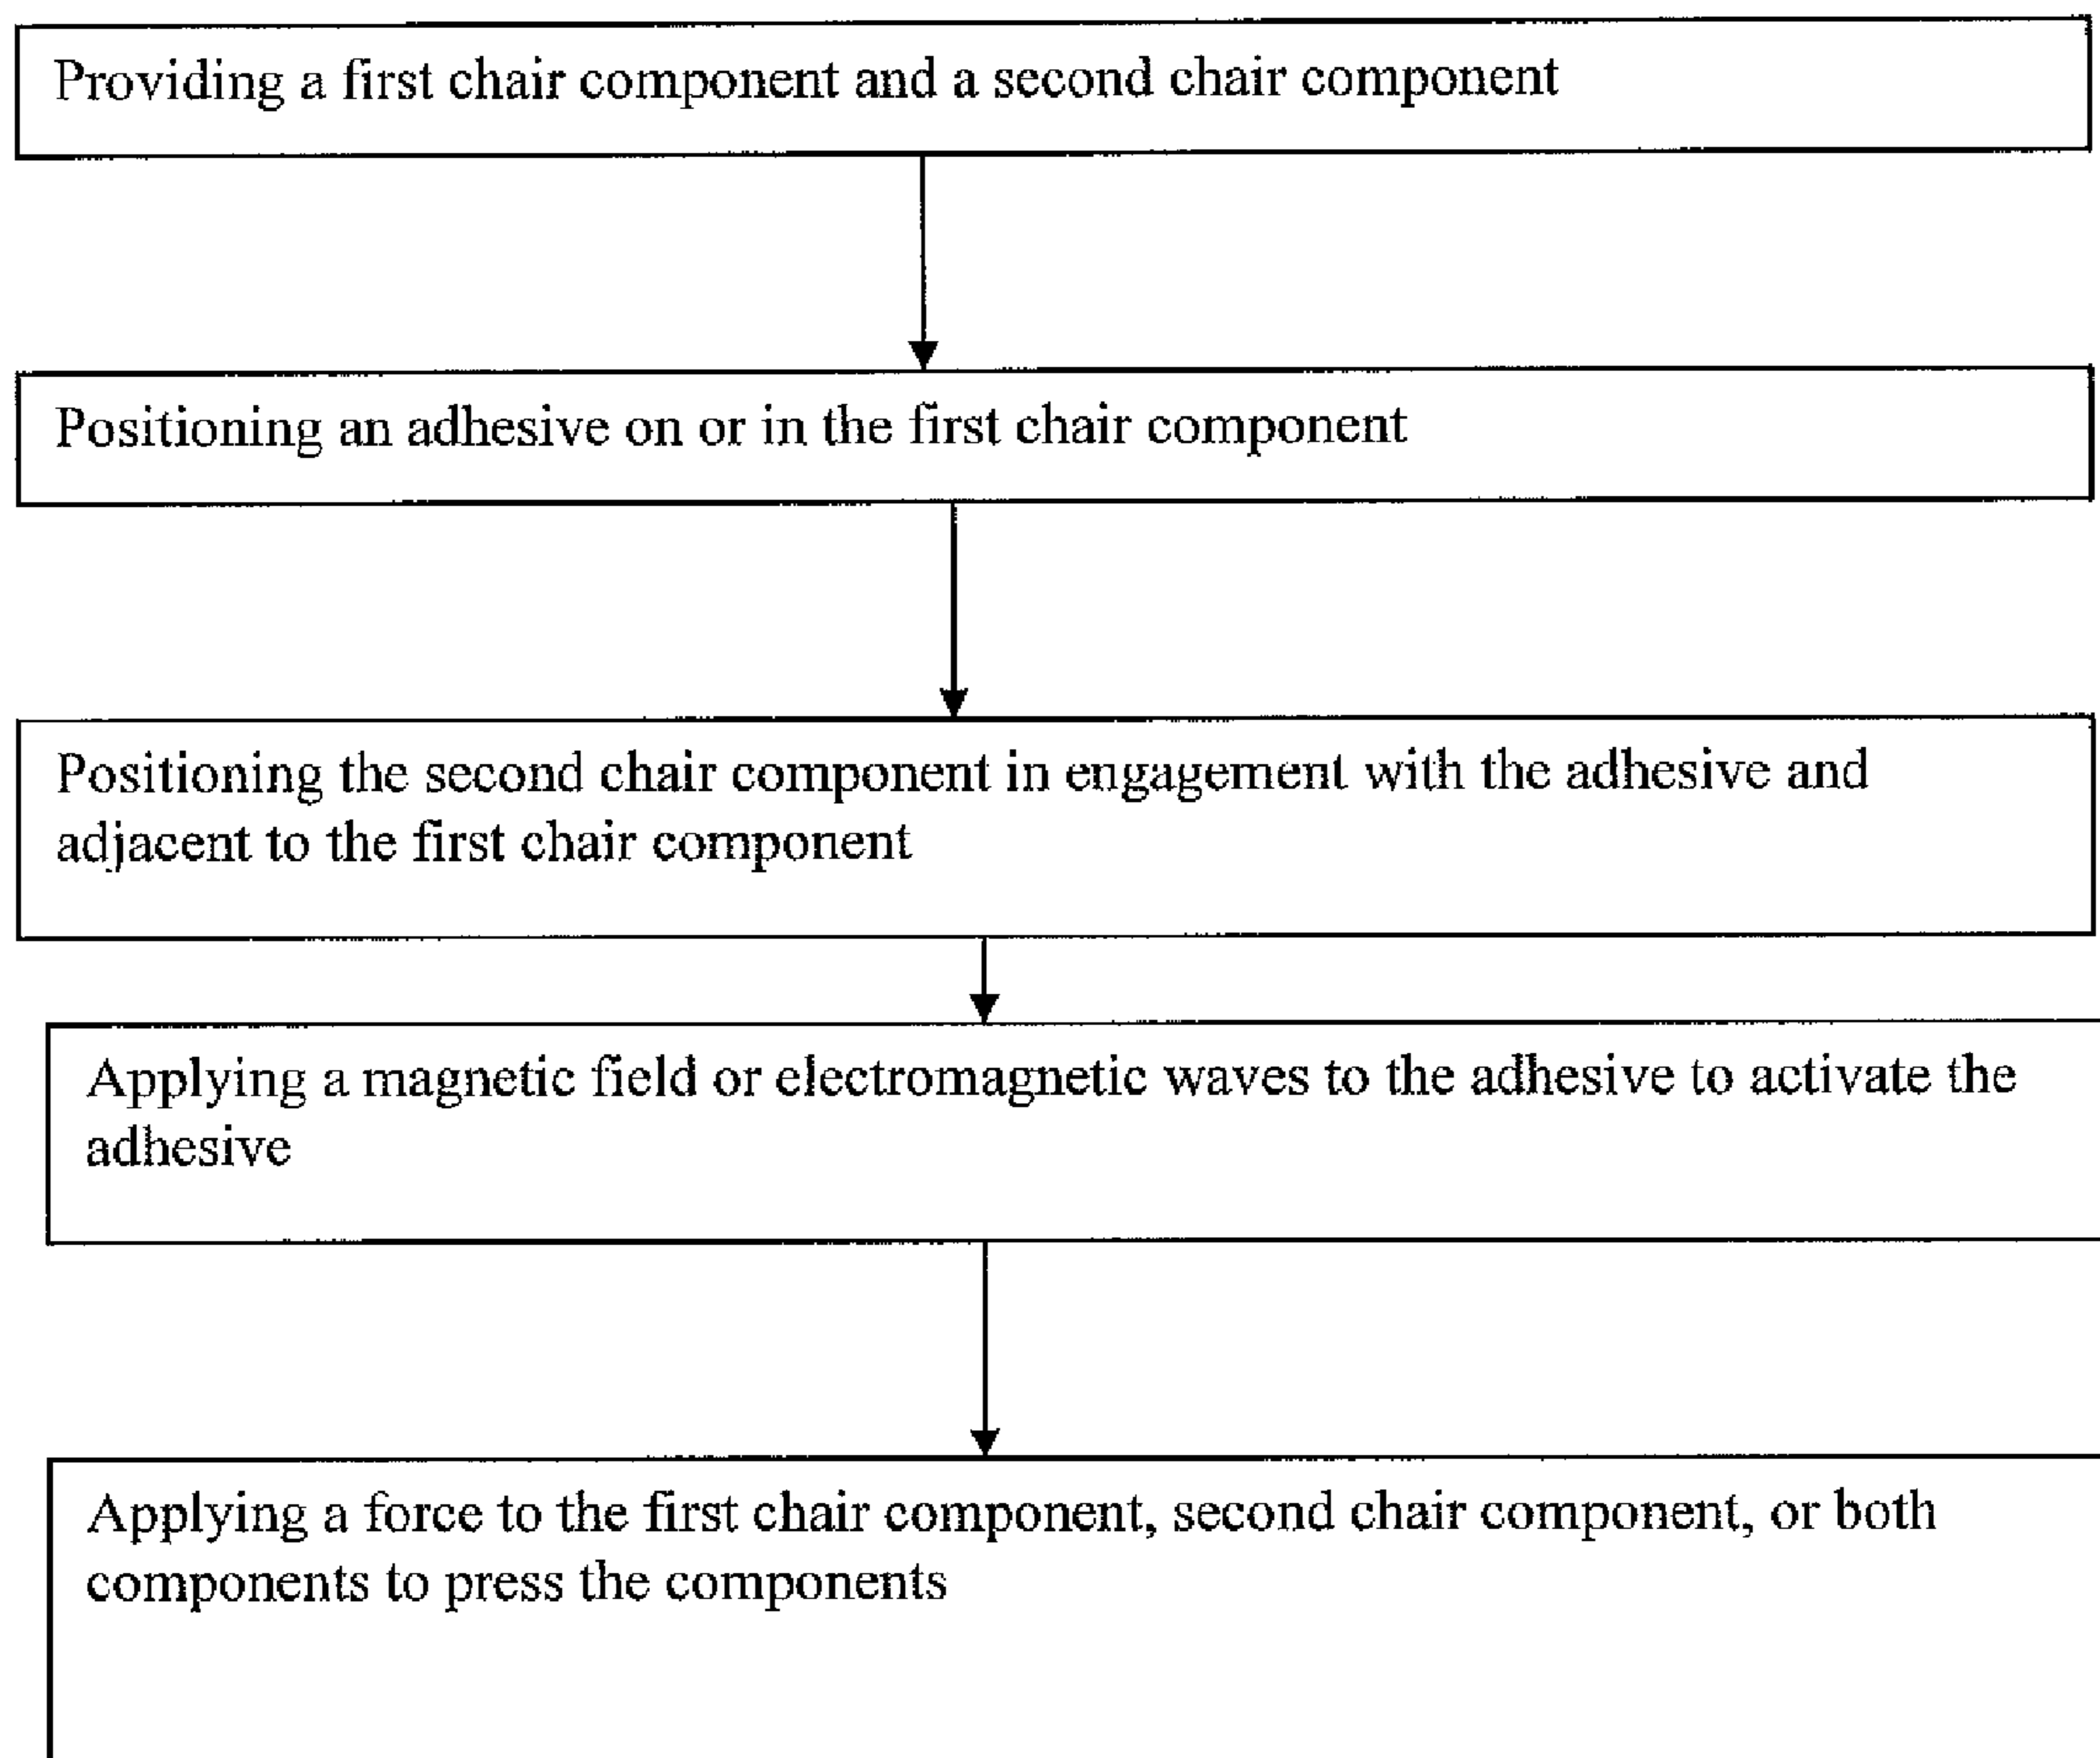 Providing a first chair component and a second chair component
Positioning an adhesive on or in the first chair component
Positioning the second chair component in engagement with the adhesive and
adjacent to the first chair component
Applying a magnetic field or electromagnetic waves to the adhesive to activate the
adhesive
Applying a force to the first chair component, second chair component, or both
components to press the components